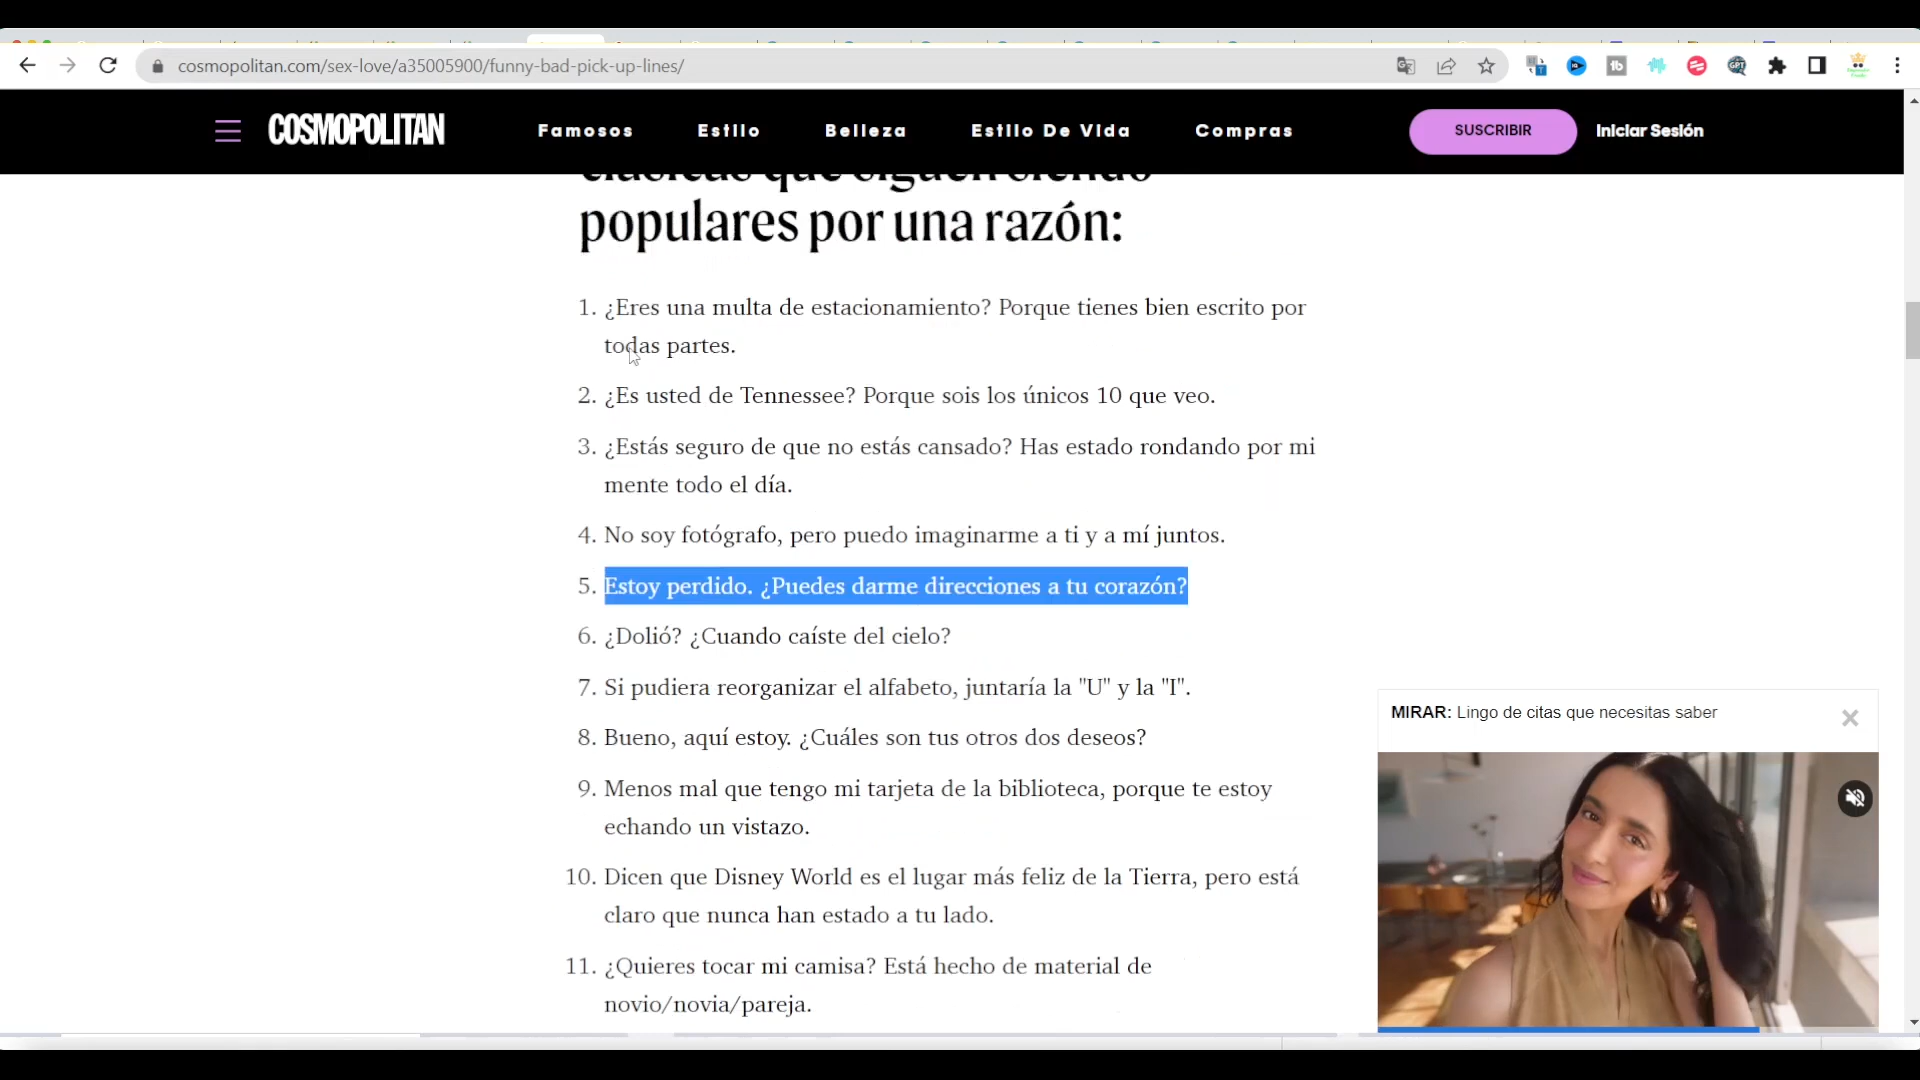 cosmopolitan.com/sex-love/a35005900/funny-bad-pick-up-lines/
COSMOPOLITAN
Famosos
Estilo
Belleza
Estilo De Vida
Compras
SUSCRIBIR
Iniciar Sesión
clásicas que siguen siendo
populares por una razón:
1. ¿Eres una multa de estacionamiento? Porque tienes bien escrito por
todas partes.
2. ¿Es usted de Tennessee? Porque sois los únicos 10 que veo.
3. ¿Estás seguro de que no estás cansado? Has estado rondando por mi
mente todo el día.
4. No soy fotógrafo, pero puedo imaginarme a ti y a mí juntos.
5. Estoy perdido. ¿Puedes darme direcciones a tu corazón?
6. ¿Dolió? ¿Cuando caíste del cielo?
7. Si pudiera reorganizar el alfabeto, juntaría la "U" y la "I".
8. Bueno, aquí estoy. ¿Cuáles son tus otros dos deseos?
9. Menos mal que tengo mi tarjeta de la biblioteca, porque te estoy
echando un vistazo.
10. Dicen que Disney World es el lugar más feliz de la Tierra, pero está
claro que nunca han estado a tu lado.
11. ¿Quieres tocar mi camisa? Está hecho de material de
novio/novia/pareja.
MIRAR: Lingo de citas que necesitas saber